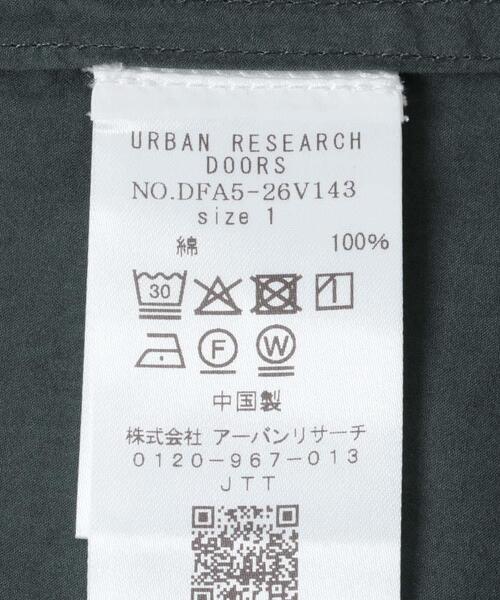 URBAN RESEARCH
DOORS
NO.DFA5-26V143
size 1
綿 100%
30
F W
中国製
株式会社 アーバンリサーチ
0120-967-013
JTT